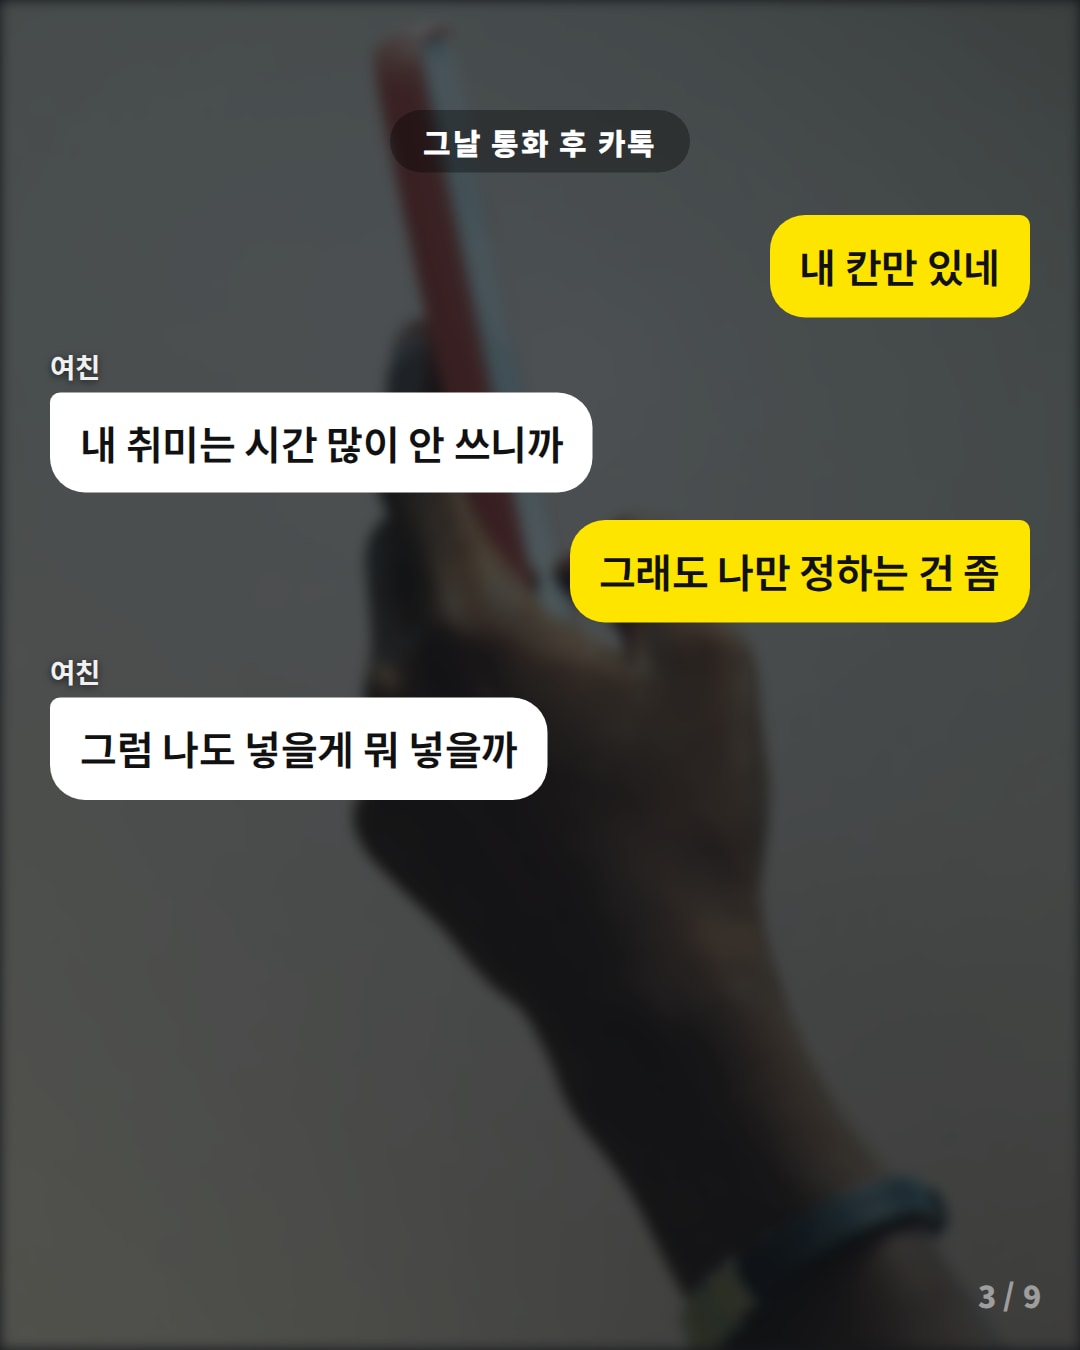 그날 통화 후 카톡
내 칸만 있네
여친
내 취미는 시간 많이 안 쓰니까
그래도 나만 정하는 건 좀
여친
그럼 나도 넣을게 뭐 넣을까
3 / 9